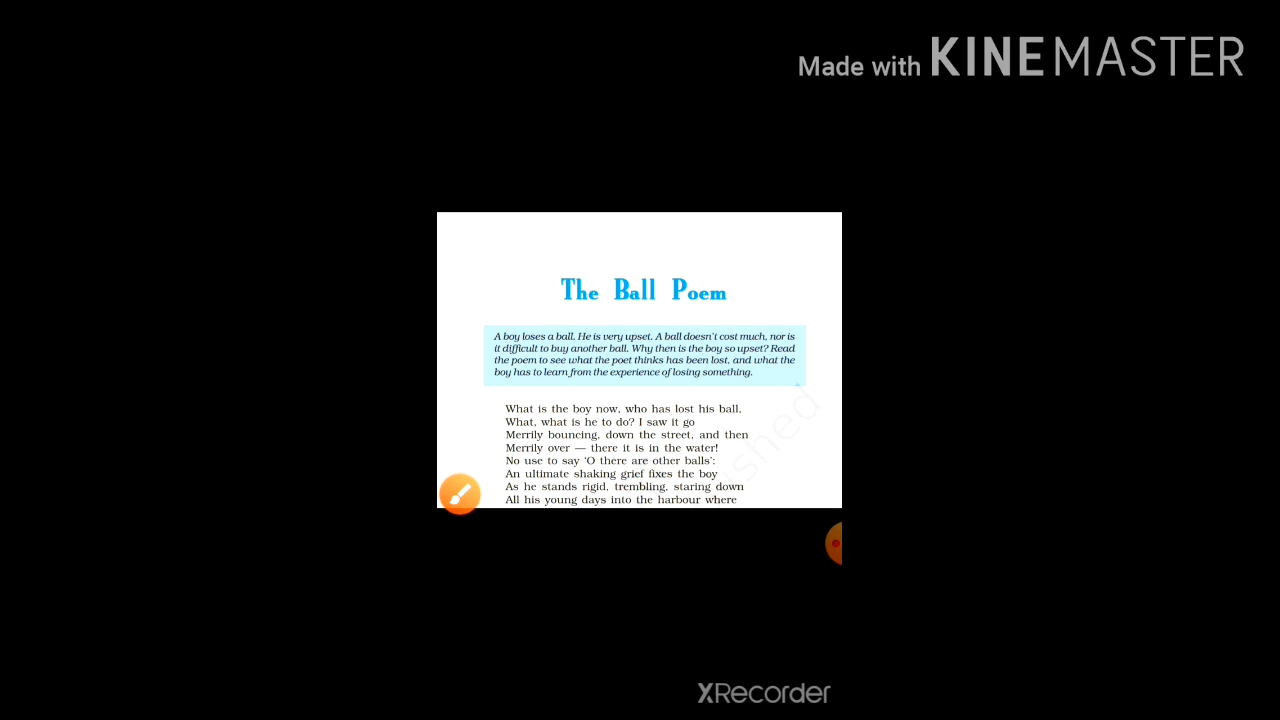 Made with KINEMASTER
The Ball Poem
A boy loses a ball. He is very upset. A ball doesn't cost much, nor is
it difficult to buy another ball. Why then is the boy so upset? Read
the poem to see what the poet thinks has been lost, and what the
boy has to learn from the experience of losing something.
What is the boy now, who has lost his ball,
What, what is he to do? I saw it go
Merrily bouncing, down the street, and then
Merrily over — there it is in the water!
No use to say 'O there are other balls':
An ultimate shaking grief fixes the boy
As he stands rigid, trembling, staring down
All his young days into the harbour where
shed
XRecorder